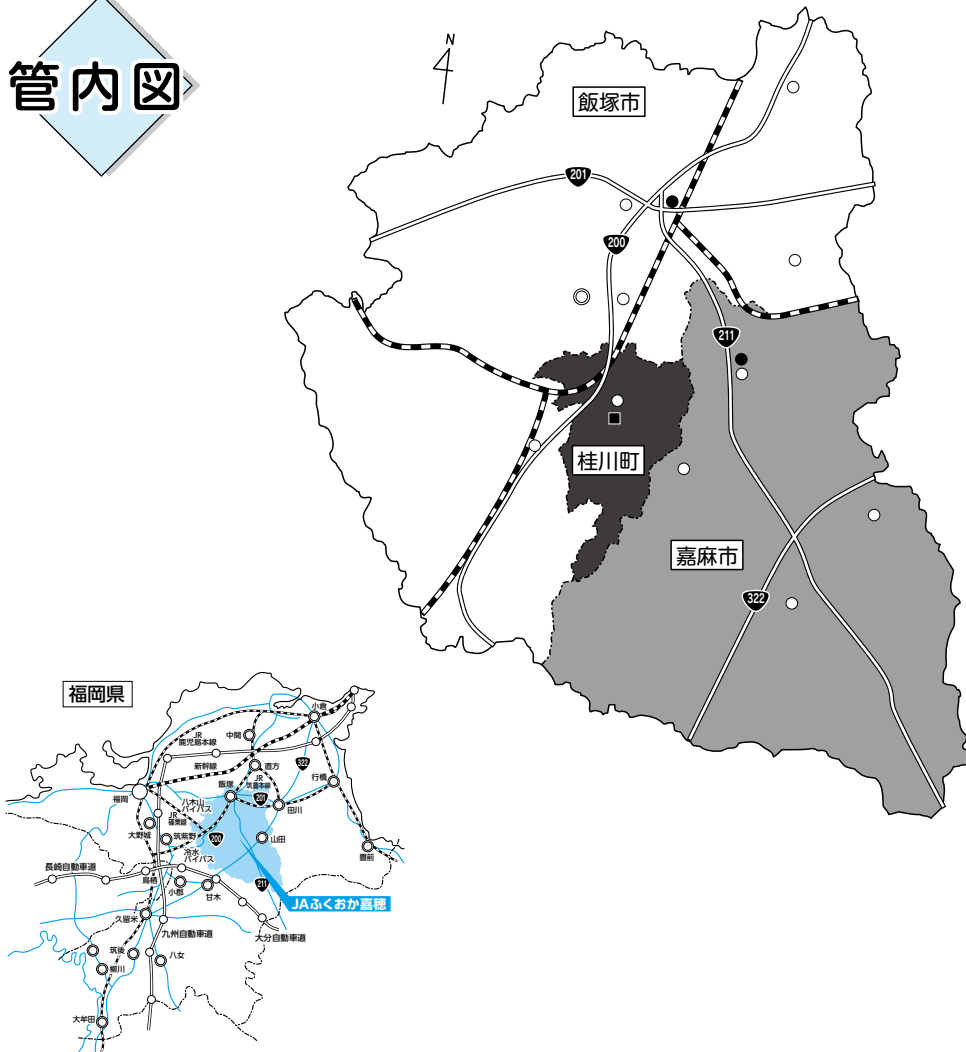 管内図
N
飯塚市
201
200
211
桂川町
嘉麻市
322
福岡県
小倉
JR
鹿児島本線
中間
新幹線
322
直方
行橋
JR
筑豊本線
飯塚
201
福岡
八木山
バイパス
田川
JR
篠栗線
大野城
筑紫野
200
山田
冷水
バイパス
豊前
長崎自動車道
鳥栖
小郡
甘木
211
JAふくおか嘉穂
久留米
九州自動車道
大分自動車道
筑後
八女
柳川
大牟田